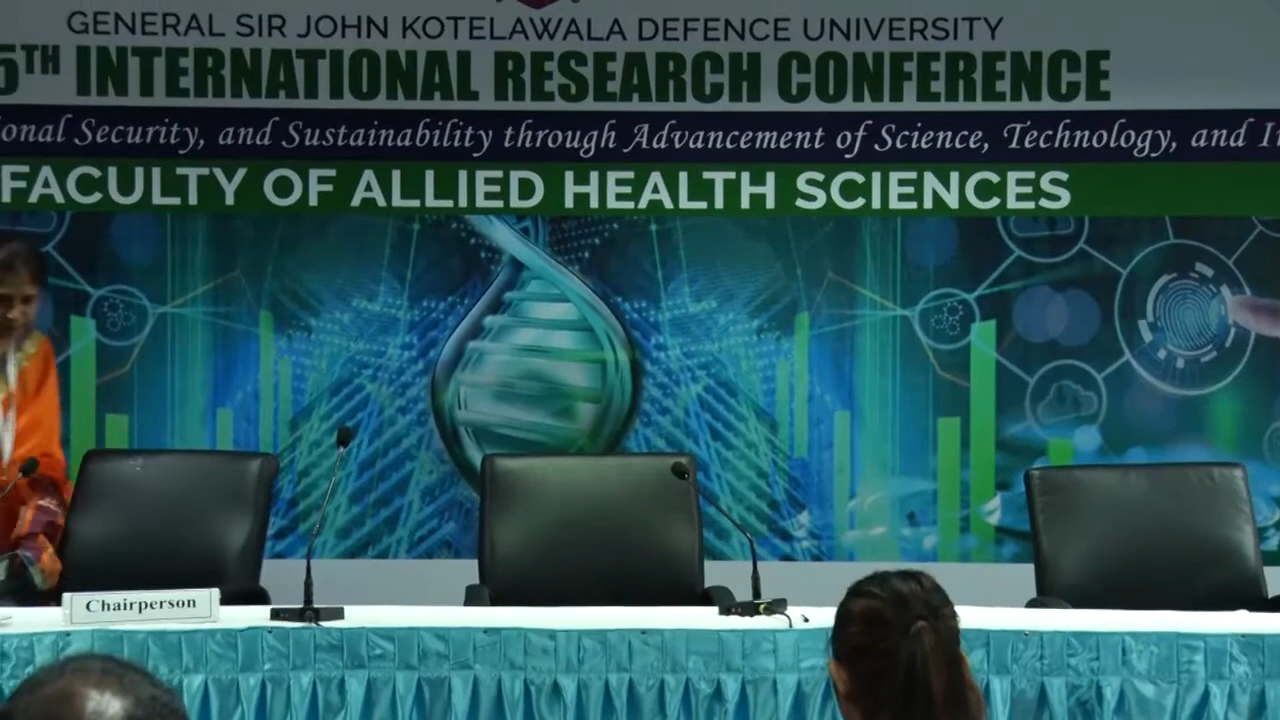 GENERAL SIR JOHN KOTELAWALA DEFENCE UNIVERSITY
5TH INTERNATIONAL RESEARCH CONFERENCE
Security, and Sustainability through Advancement of Science, Technology, and
FACULTY OF ALLIED HEALTH SCIENCES
Chairperson